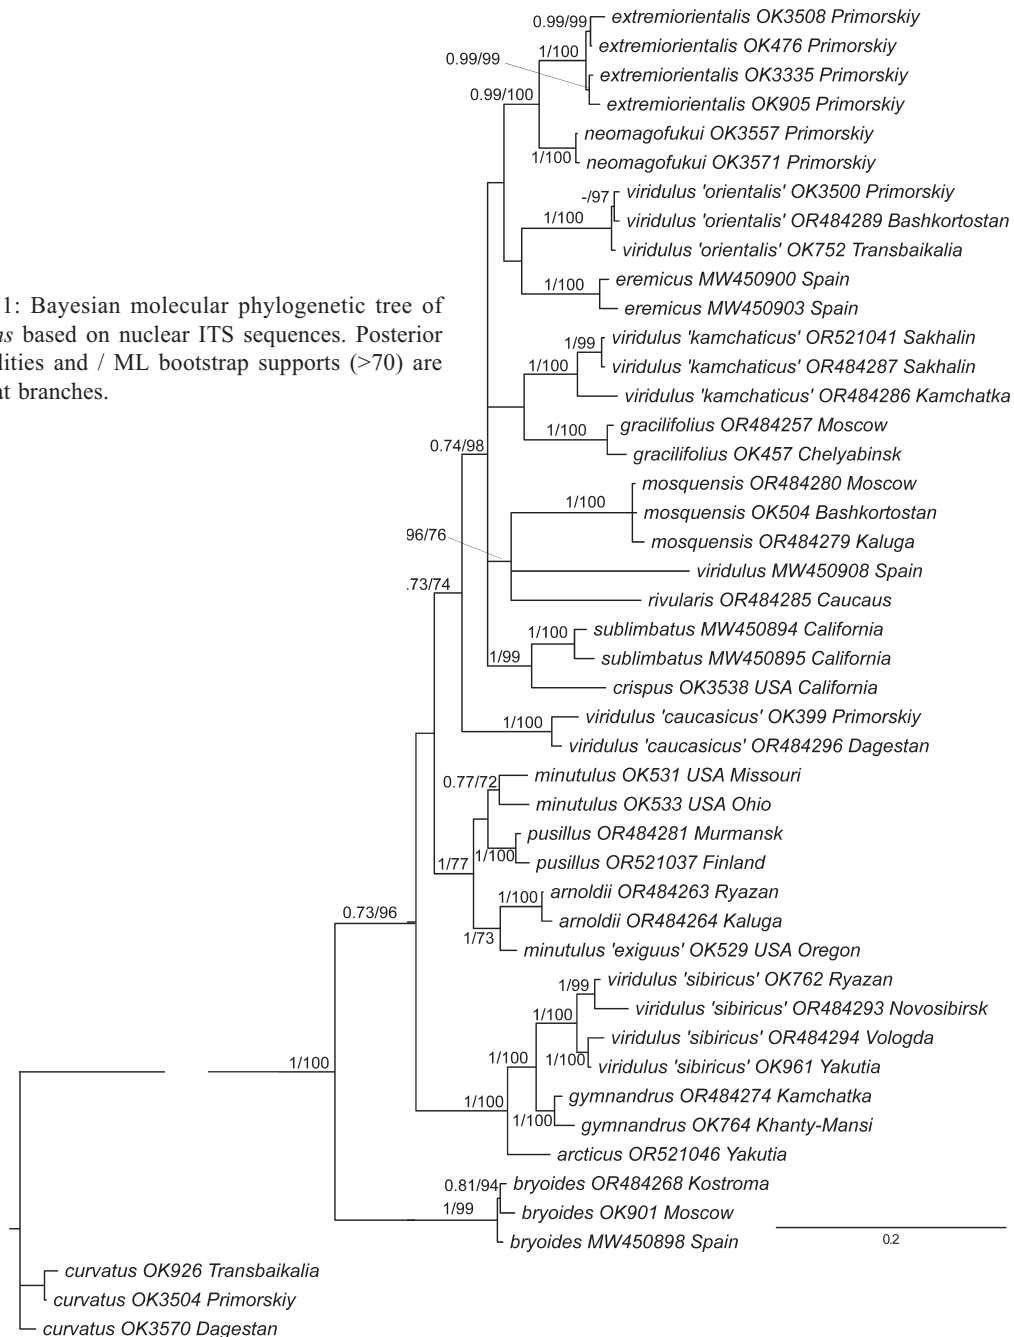 0.99/99
extremiorientalis OK3508 Primorskiy
1/100
extremiorientalis OK476 Primorskiy
0.99/99
extremiorientalis OK3335 Primorskiy
0.99/100
extremiorientalis OK905 Primorskiy
neomagofukui OK3557 Primorskiy
1/100
neomagofukui OK3571 Primorskiy
-/97
viridulus 'orientalis' OK3500 Primorskiy
1/100
viridulus 'orientalis' OR484289 Bashkortostan
viridulus 'orientalis' OK752 Transbaikalia
1/100
eremicus MW450900 Spain
eremicus MW450903 Spain
1: Bayesian molecular phylogenetic tree of
ns based on nuclear ITS sequences. Posterior
lities and / ML bootstrap supports (>70) are
at branches.
1/99
viridulus 'kamchaticus' OR521041 Sakhalin
1/100
viridulus 'kamchaticus' OR484287 Sakhalin
viridulus 'kamchaticus' OR484286 Kamchatka
1/100
gracilifolius OR484257 Moscow
0.74/98
gracilifolius OK457 Chelyabinsk
mosquensis OR484280 Moscow
1/100
mosquensis OK504 Bashkortostan
96/76
mosquensis OR484279 Kaluga
viridulus MW450908 Spain
.73/74
rivularis OR484285 Caucaus
1/100
sublimbatus MW450894 California
1/99
sublimbatus MW450895 California
crispus OK3538 USA California
1/100
viridulus 'caucasicus' OK399 Primorskiy
viridulus 'caucasicus' OR484296 Dagestan
0.77/72
minutulus OK531 USA Missouri
minutulus OK533 USA Ohio
pusillus OR484281 Murmansk
1/77
1/100
pusillus OR521037 Finland
1/100
arnoldii OR484263 Ryazan
0.73/96
arnoldii OR484264 Kaluga
1/73
minutulus 'exiguus' OK529 USA Oregon
1/99
viridulus 'sibiricus' OK762 Ryazan
1/100
viridulus 'sibiricus' OR484293 Novosibirsk
viridulus 'sibiricus' OR484294 Vologda
1/100
1/100
1/100
viridulus 'sibiricus' OK961 Yakutia
1/100
gymnandrus OR484274 Kamchatka
1/100
gymnandrus OK764 Khanty-Mansi
arcticus OR521046 Yakutia
0.81/94
bryoides OR484268 Kostroma
1/99
bryoides OK901 Moscow
bryoides MW450898 Spain
0.2
curvatus OK926 Transbaikalia
curvatus OK3504 Primorskiy
curvatus OK3570 Dagestan